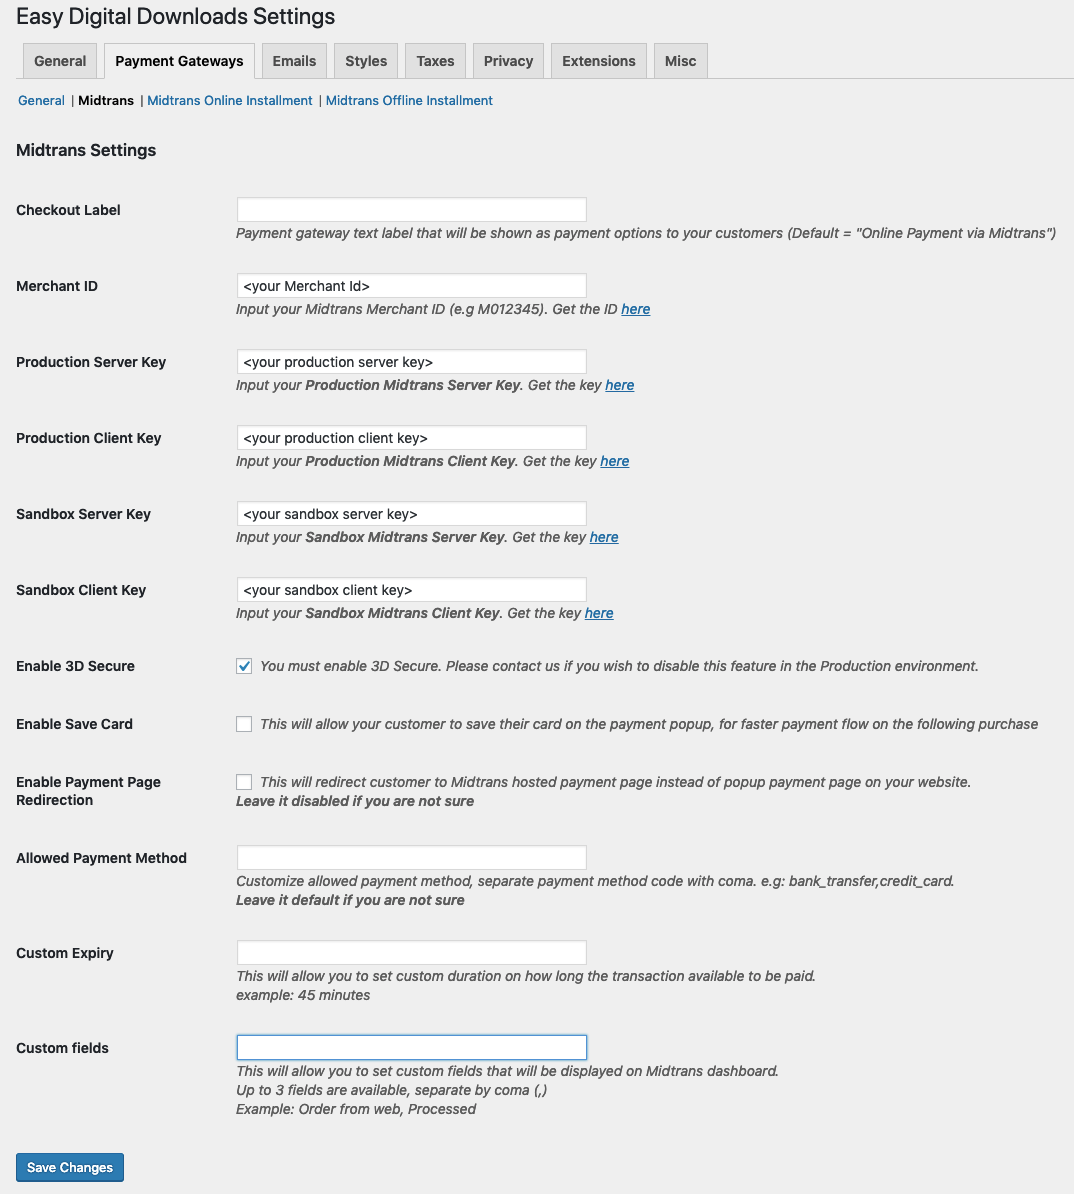 Easy Digital Downloads Settings
General Payment Gateways Emails Styles Taxes Privacy Extensions Misc
General | Midtrans | Midtrans Online Installment | Midtrans Offline Installment
Midtrans Settings
Checkout Label
Payment gateway text label that will be shown as payment options to your customers (Default = "Online Payment via Midtrans")
Merchant ID <your Merchant Id>
Input your Midtrans Merchant ID (e.g M012345). Get the ID here
Production Server Key <your production server key>
Input your Production Midtrans Server Key. Get the key here
Production Client Key <your production client key>
Input your Production Midtrans Client Key. Get the key here
Sandbox Server Key <your sandbox server key>
Input your Sandbox Midtrans Server Key. Get the key here
Sandbox Client Key <your sandbox client key>
Input your Sandbox Midtrans Client Key. Get the key here
Enable 3D Secure You must enable 3D Secure. Please contact us if you wish to disable this feature in the Production environment.
Enable Save Card This will allow your customer to save their card on the payment popup, for faster payment flow on the following purchase
Enable Payment Page This will redirect customer to Midtrans hosted payment page instead of popup payment page on your website.
Redirection Leave it disabled if you are not sure
Allowed Payment Method
Customize allowed payment method, separate payment method code with coma. e.g: bank_transfer,credit_card.
Leave it default if you are not sure
Custom Expiry
This will allow you to set custom duration on how long the transaction available to be paid.
example: 45 minutes
Custom fields
This will allow you to set custom fields that will be displayed on Midtrans dashboard.
Up to 3 fields are available, separate by coma (,)
Example: Order from web, Processed
Save Changes